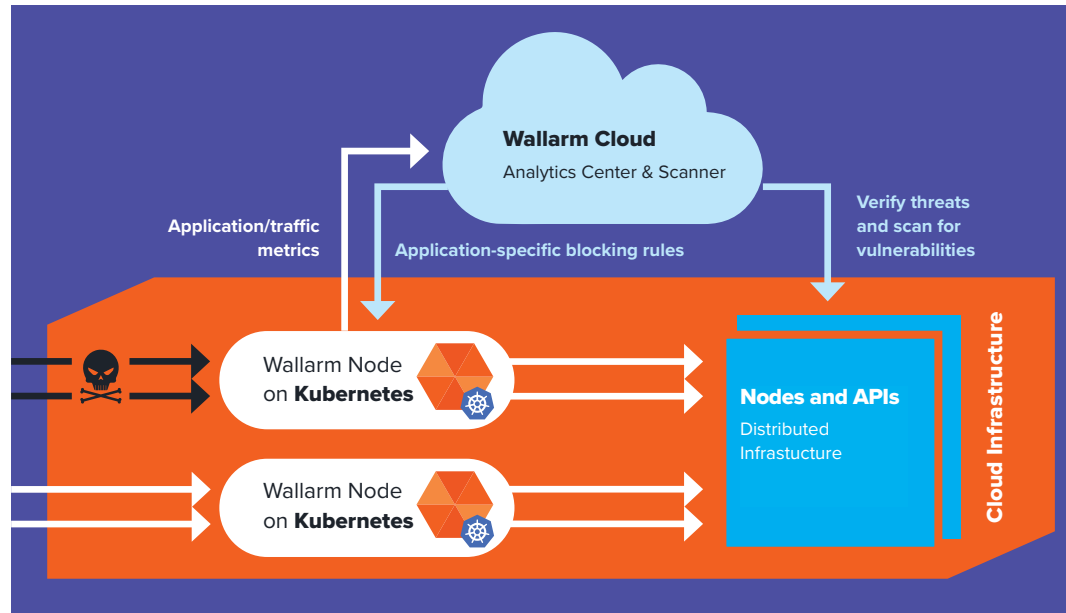 Wallarm Cloud
Analytics Center & Scanner
Application/traffic
metrics
Application-specific blocking rules
Verify threats
and scan for
vulnerabilities
Wallarm Node
on Kubernetes
Wallarm Node
on Kubernetes
Nodes and APIs
Distributed
Infrastucture
Cloud Infrastructure